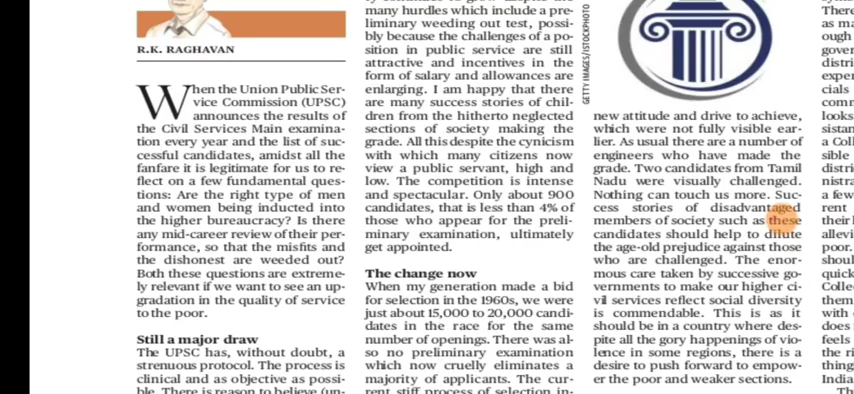 R.K. RAGHAVAN
When the Union Public Ser-
vice Commission (UPSC)
announces the results of
the Civil Services Main examina-
tion every year and the list of suc-
cessful candidates, amidst all the
fanfare it is legitimate for us to re-
flect on a few fundamental ques-
tions: Are the right type of men
and women being inducted into
the higher bureaucracy? Is there
any mid-career review of their per-
formance, so that the misfits and
the dishonest are weeded out?
Both these questions are extreme-
ly relevant if we want to see an up-
gradation in the quality of service
to the poor.
Still a major draw
The UPSC has, without doubt, a
strenuous protocol. The process is
clinical and as objective as possi-
ble. There is reason to believe (un-
many hurdles which include a pre-
liminary weeding out test, possi-
bly because the challenges of a po-
sition in public service are still
attractive and incentives in the
form of salary and allowances are
enlarging. I am happy that there
are many success stories of chil-
dren from the hitherto neglected
sections of society making the
grade. All this despite the cynicism
with which many citizens now
view a public servant, high and
low. The competition is intense
and spectacular. Only about 900
candidates, that is less than 4% of
those who appear for the preli-
minary examination, ultimately
get appointed.
The change now
When my generation made a bid
for selection in the 1960s, we were
just about 15,000 to 20,000 candi-
dates in the race for the same
number of openings. There was al-
so no preliminary examination
which now cruelly eliminates a
majority of applicants. The cur-
rent stiff process of selection in-
GETTY IMAGES/ISTOCKPHOTO
new attitude and drive to achieve,
which were not fully visible ear-
lier. As usual there are a number of
engineers who have made the
grade. Two candidates from Tamil
Nadu were visually challenged.
Nothing can touch us more. Suc-
cess stories of disadvantaged
members of society such as these
candidates should help to dilute
the age-old prejudice against those
who are challenged. The enor-
mous care taken by successive go-
vernments to make our higher ci-
vil services reflect social diversity
is commendable. This is as it
should be in a country where des-
pite all the gory happenings of vio-
lence in some regions, there is a
desire to push forward to empow-
er the poor and weaker sections.